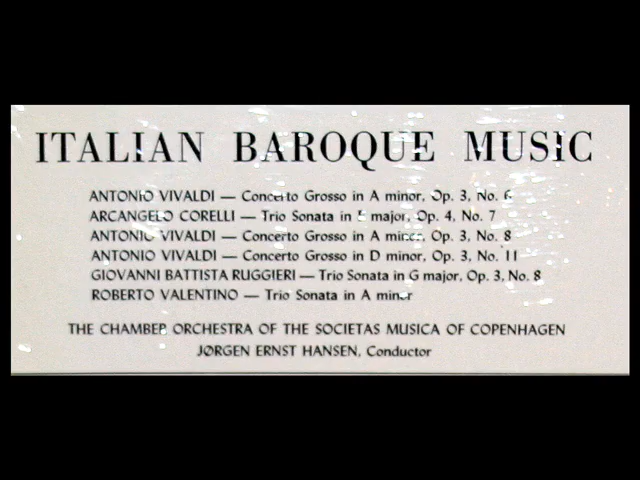 ITALIAN BAROQUE MUSIC
ANTONIO VIVALDI — Concerto Grosso in A minor, Op. 3, No. 6
ARCANGELO CORELLI — Trio Sonata in major, Op. 4, No. 7
ANTONIO VIVALDI — Concerto Grosso in A minor, Op. 3, No. 8
ANTONIO VIVALDI — Concerto Grosso in D minor, Op. 3, No. 11
GIOVANNI BATTISTA RUGGIERI — Trio Sonata in G major, Op. 3, No. 8
ROBERTO VALENTINO — Trio Sonata in A minor
THE CHAMBER ORCHESTRA OF THE SOCIETAS MUSICA OF COPENHAGEN
JØRGEN ERNST HANSEN, Conductor